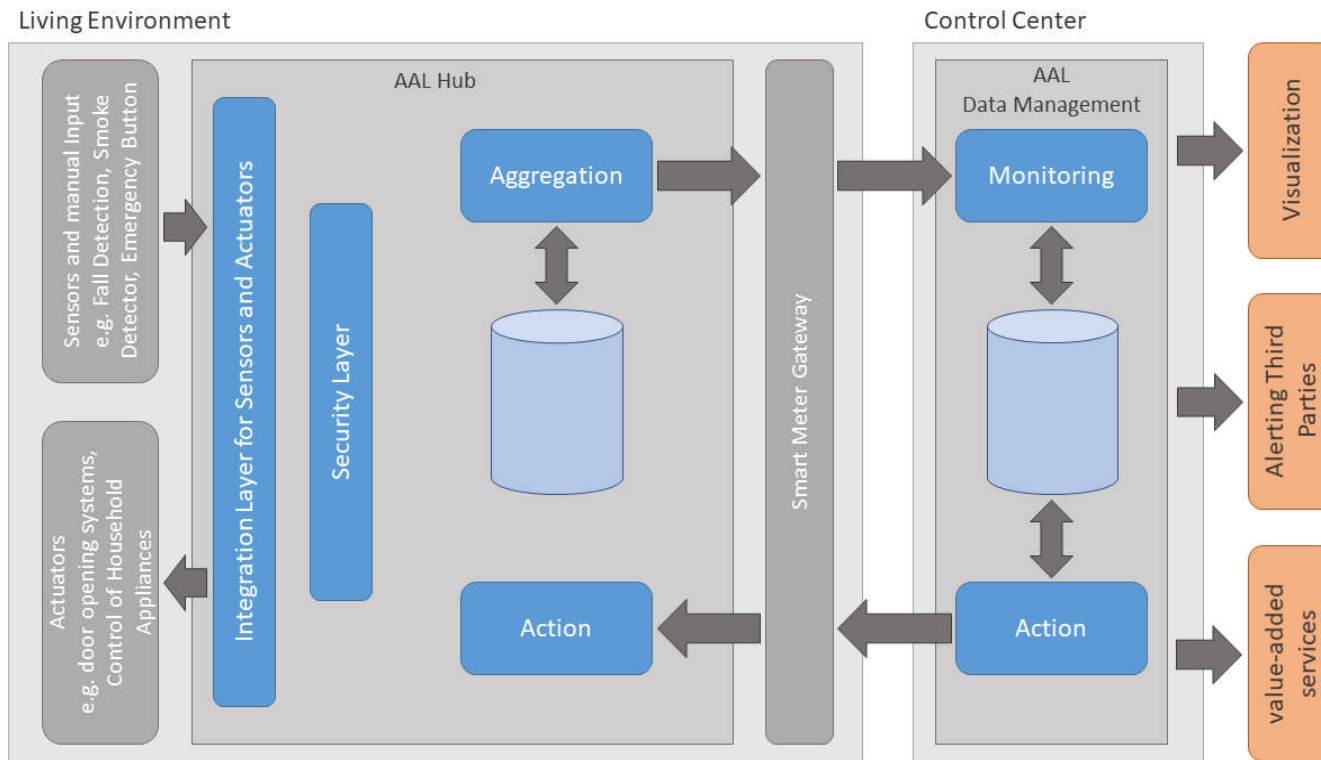 Living Environment
Control Center
Sensors and manual Input
e.g. Fall Detection, Smoke
Detector, Emergency Button
Actuators
e.g. door opening systems,
Control of Household
Appliances
AAL Hub
Integration Layer for Sensors and Actuators
Security Layer
Aggregation
Action
Smart Meter Gateway
AAL
Data Management
Monitoring
Action
Visualization
Alerting Third
Parties
value-added
services